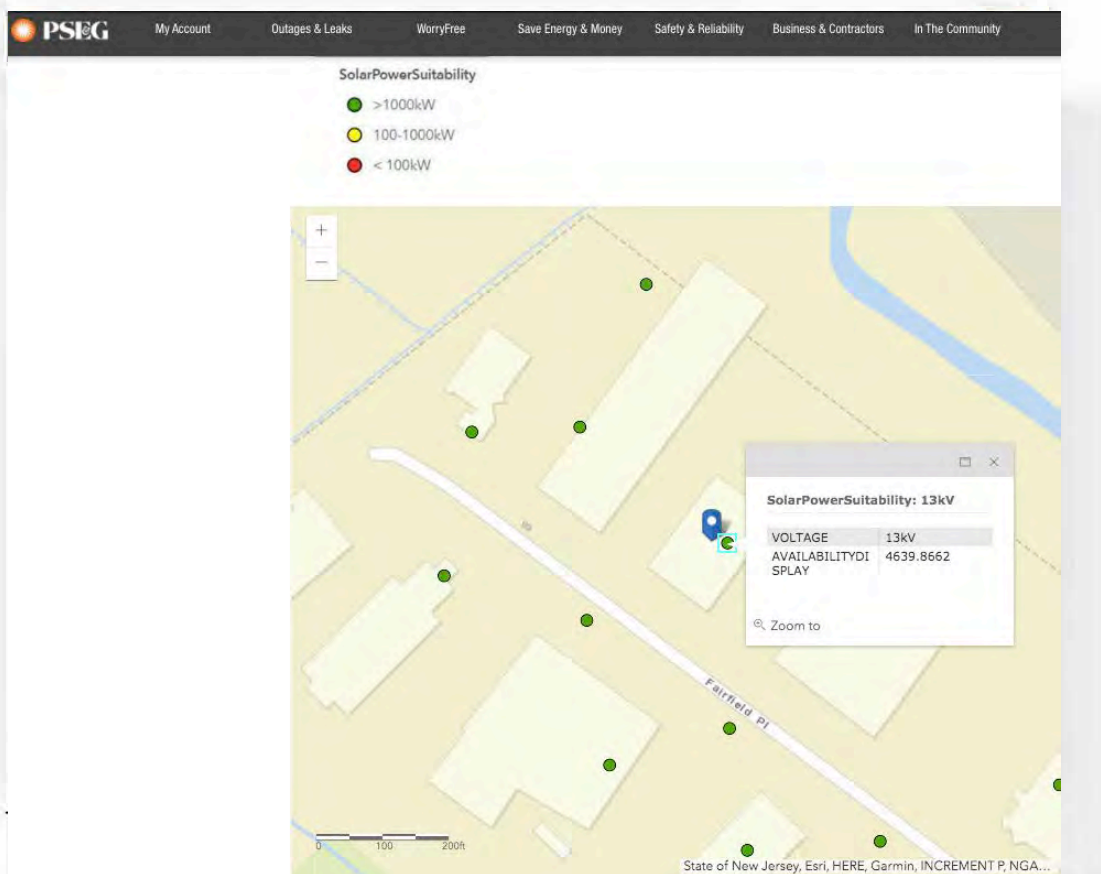 PSEG My Account Outages & Leaks WorryFree Save Energy & Money Safety & Reliability Business & Contractors In The Community
SolarPowerSuitability
>1000kW
100-1000kW
< 100kW
+
−
SolarPowerSuitability: 13kV
VOLTAGE 13kV
AVAILABILITYDI 4639.8662
SPLAY
Zoom to
Fairfield Pl
0 100 200ft
State of New Jersey, Esri, HERE, Garmin, INCREMENT P, NGA...